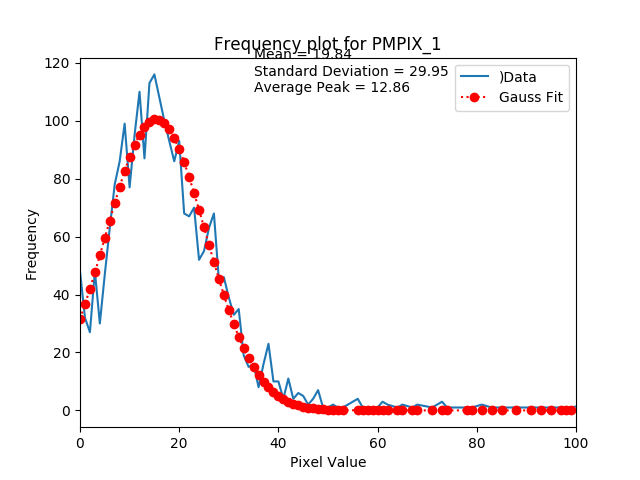 Frequency plot for PMPIX_1
Mean = 19.84
Standard Deviation = 29.95
Average Peak = 12.86
)Data
Gauss Fit
Frequency
120
100
80
60
40
20
0
0 20 40 60 80 100
Pixel Value